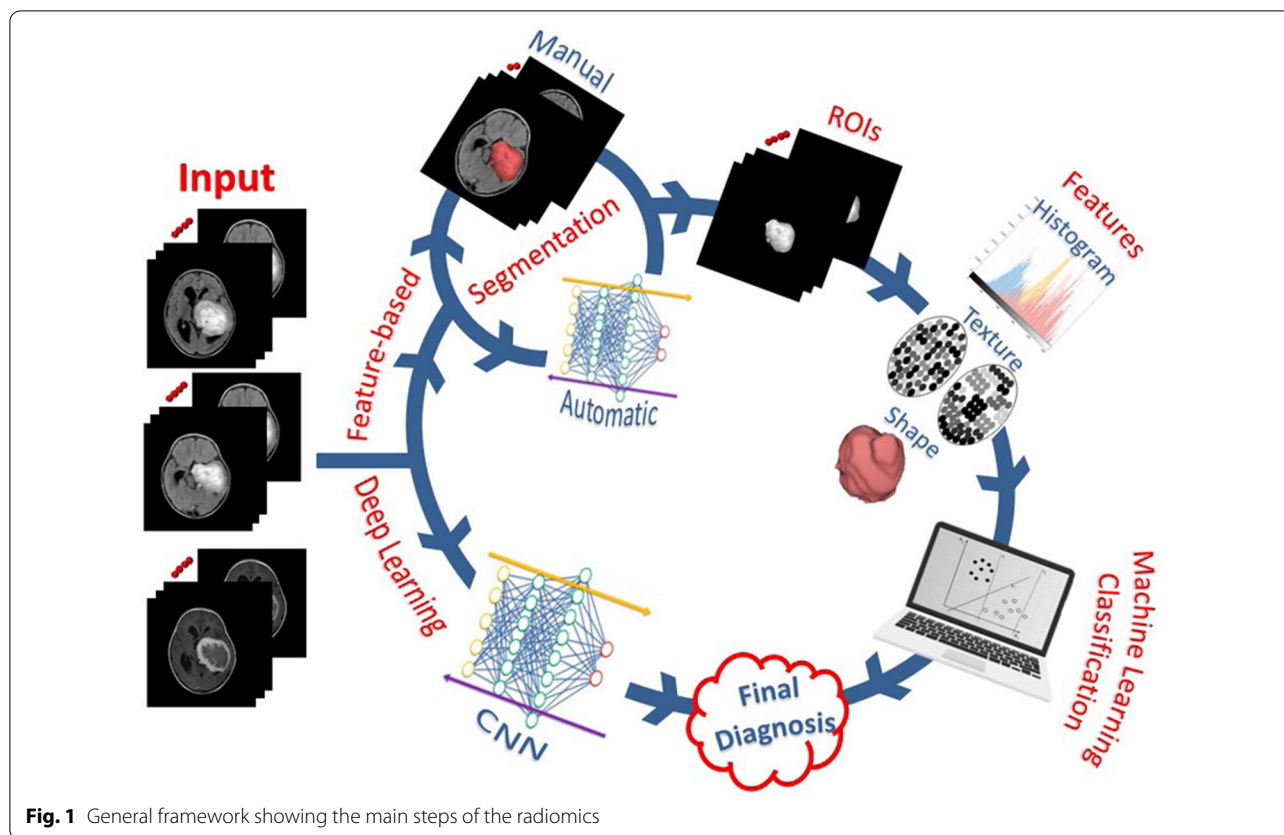 Input
Manual
Segmentation
Automatic
Feature-based
Deep Learning
CNN
ROIs
Features
Histogram
Texture
Shape
Machine Learning
Classification
Final
Diagnosis
Fig. 1 General framework showing the main steps of the radiomics